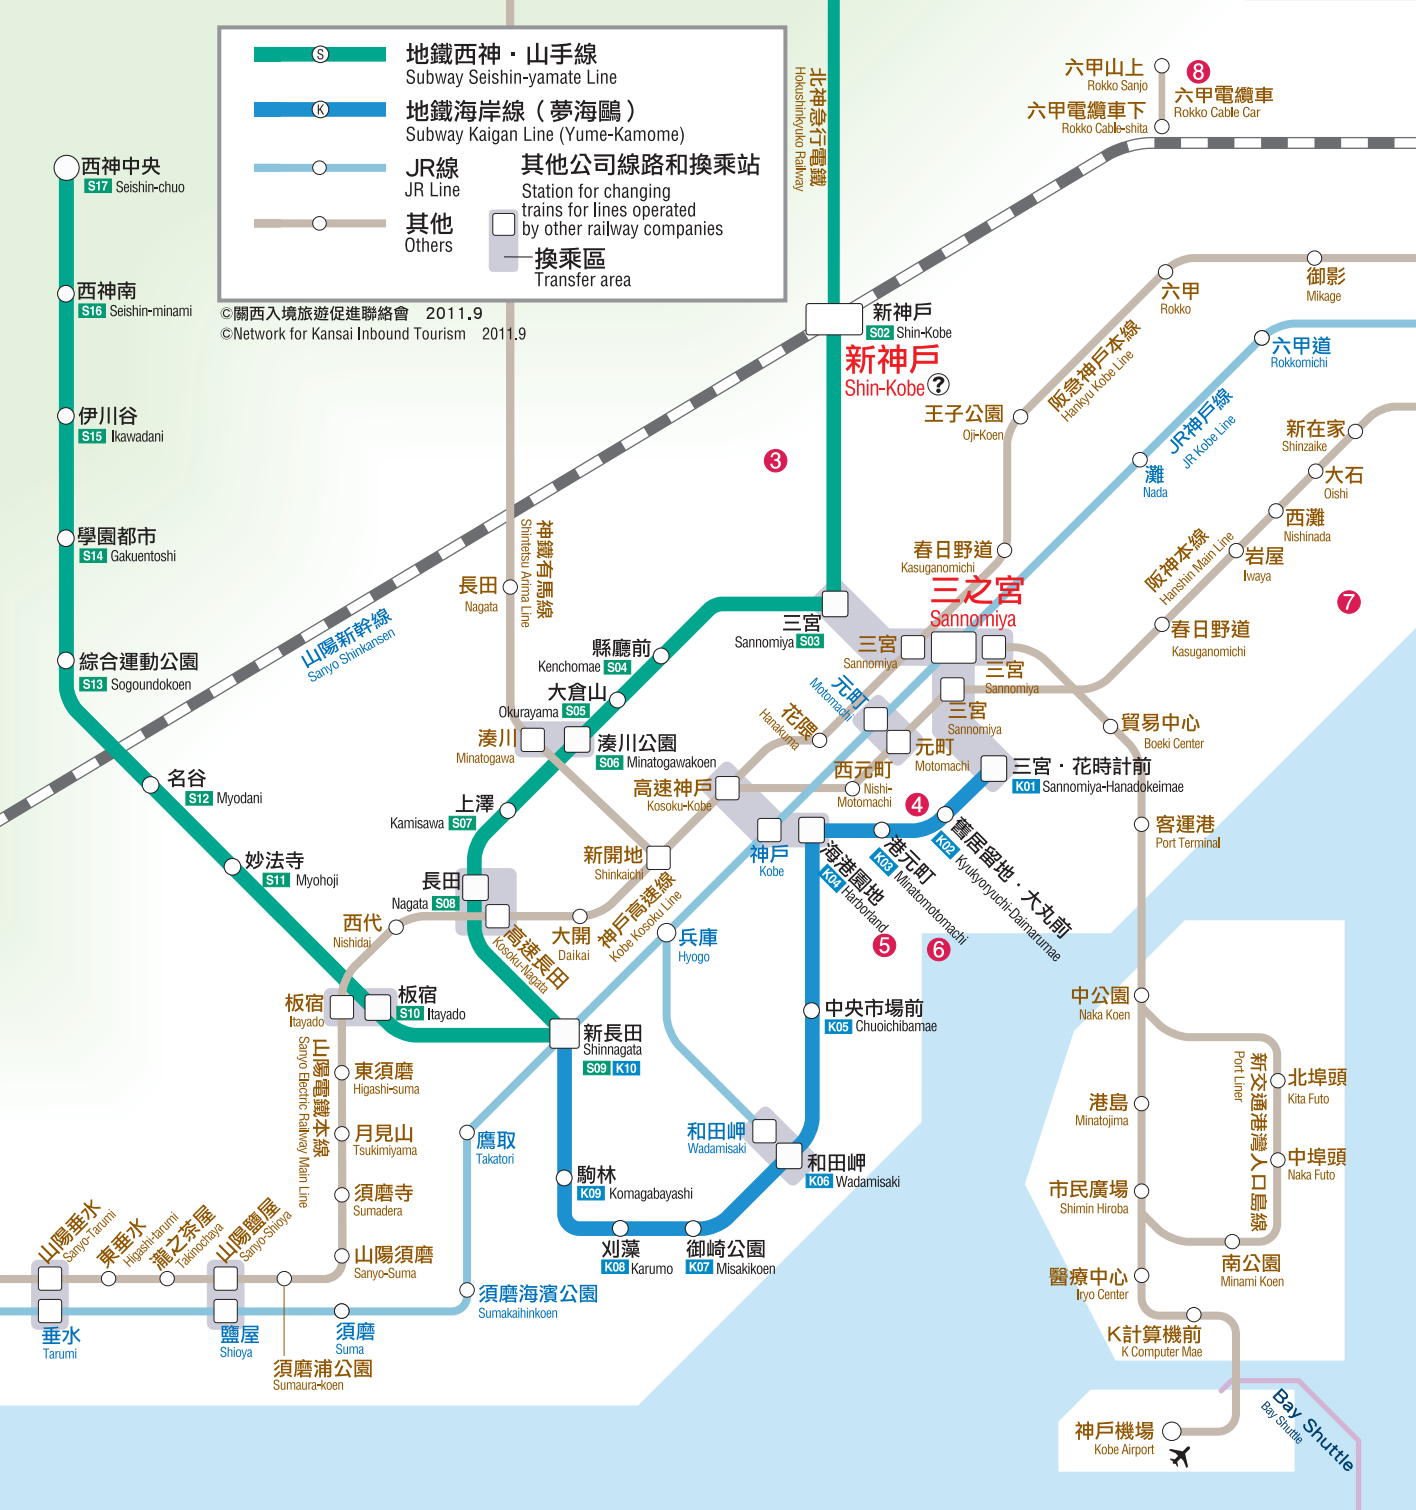 S
地鐵西神・山手線
Subway Seishin-yamate Line
K
地鐵海岸線（夢海鷗）
Subway Kaigan Line (Yume-Kamome)
JR線
JR Line
其他
Others
其他公司線路和換乘站
Station for changing
trains for lines operated
by other railway companies
換乘區
Transfer area
©關西入境旅遊促進聯絡會 2011.9
©Network for Kansai Inbound Tourism 2011.9
北神急行電鐵
Hokushinkyuko Railway
六甲山上
Rokko Sanjo
8
六甲電纜車
Rokko Cable Car
六甲電纜車下
Rokko Cable-shita
西神中央
S17 Seishin-chuo
西神南
S16 Seishin-minami
伊川谷
S15 Ikawadani
學園都市
S14 Gakuentoshi
綜合運動公園
S13 Sogoundokoen
名谷
S12 Myodani
妙法寺
S11 Myohoji
板宿
S10 Itayado
新長田
Shinnagata
S09 K10
長田
Nagata S08
上澤
Kamisawa S07
湊川公園
S06 Minatogawakoen
大倉山
Okurayama S05
縣廳前
Kenchomae S04
三宮
Sannomiya S03
新神戶
S02 Shin-Kobe
新神戶
Shin-Kobe ?
3
山陽新幹線
Sanyo Shinkansen
神鐵有馬線
Shintetsu Arima Line
長田
Nagata
湊川
Minatogawa
六甲
Rokko
御影
Mikage
阪急神戶本線
Hankyu Kobe Line
王子公園
Oji-Koen
春日野道
Kasuganomichi
六甲道
Rokkomichi
JR神戶線
JR Kobe Line
灘
Nada
新在家
Shinzaike
大石
Oishi
西灘
Nishinada
岩屋
Iwaya
阪神本線
Hanshin Main Line
春日野道
Kasuganomichi
7
三之宮
Sannomiya
三宮
Sannomiya
三宮
Sannomiya
三宮
Sannomiya
元町
Motomachi
元町
Motomachi
花隈
Hanakuma
西元町
Nishi-
Motomachi
高速神戶
Kosoku-Kobe
神戶
Kobe
新開地
Shinkaichi
神戶高速線
Kobe Kosoku Line
大開
Daikai
高速長田
Kosoku-Nagata
西代
Nishidai
板宿
Itayado
兵庫
Hyogo
三宮・花時計前
K01 Sannomiya-Hanadokeimae
舊居留地・大丸前
K02 Kyukyoryuchi-Daimarumae
4
港元町
K03 Minatomotomachi
海港園地
K04 Harborland
5
6
中央市場前
K05 Chuoichibamae
和田岬
Wadamisaki
和田岬
K06 Wadamisaki
御崎公園
K07 Misakikoen
刈藻
K08 Karumo
駒林
K09 Komagabayashi
鷹取
Takatori
須磨海濱公園
Sumakaihinkoen
須磨
Suma
鹽屋
Shioya
垂水
Tarumi
山陽電鐵本線
Sanyo Electric Railway Main Line
東須磨
Higashi-suma
月見山
Tsukimiyama
須磨寺
Sumadera
山陽須磨
Sanyo-Suma
須磨浦公園
Sumaura-koen
山陽鹽屋
Sanyo-Shioya
瀧之茶屋
Takinochaya
東垂水
Higashi-tarumi
山陽垂水
Sanyo-Tarumi
貿易中心
Boeki Center
客運港
Port Terminal
中公園
Naka Koen
港島
Minatojima
市民廣場
Shimin Hiroba
醫療中心
Iryo Center
K計算機前
K Computer Mae
神戶機場
Kobe Airport
新交通港灣人口島線
Port Liner
北埠頭
Kita Futo
中埠頭
Naka Futo
南公園
Minami Koen
Bay Shuttle
Bay Shuttle